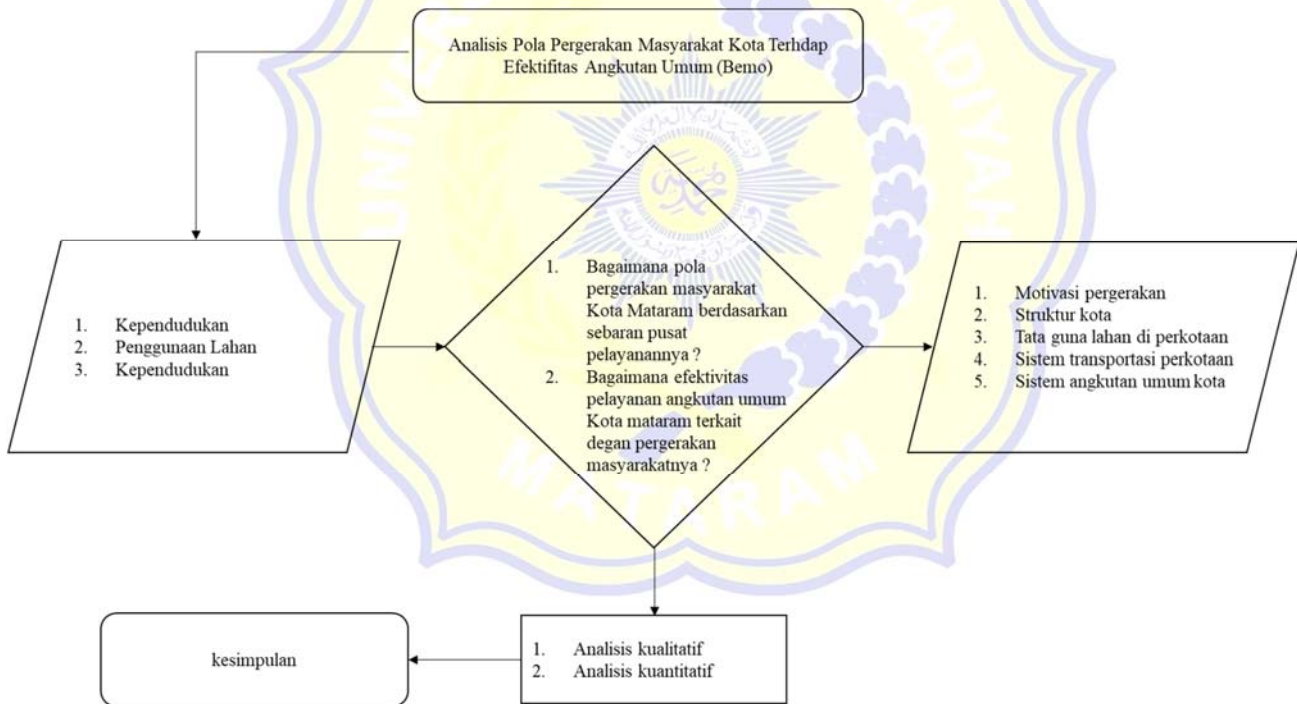 Analisis Pola Pergerakan Masyarakat Kota Terhdap
Efektifitas Angkutan Umum (Bemo)
1. Kependudukan
2. Penggunaan Lahan
3. Kependudukan
1. Bagaimana pola
pergerakan masyarakat
Kota Mataram berdasarkan
sebaran pusat
pelayanannya ?
2. Bagaimana efektivitas
pelayanan angkutan umum
Kota mataram terkait
degan pergerakan
masyarakatnya ?
1. Motivasi pergerakan
2. Struktur kota
3. Tata guna lahan di perkotaan
4. Sistem transportasi perkotaan
5. Sistem angkutan umum kota
1. Analisis kualitatif
2. Analisis kuantitatif
kesimpulan
MATARAM